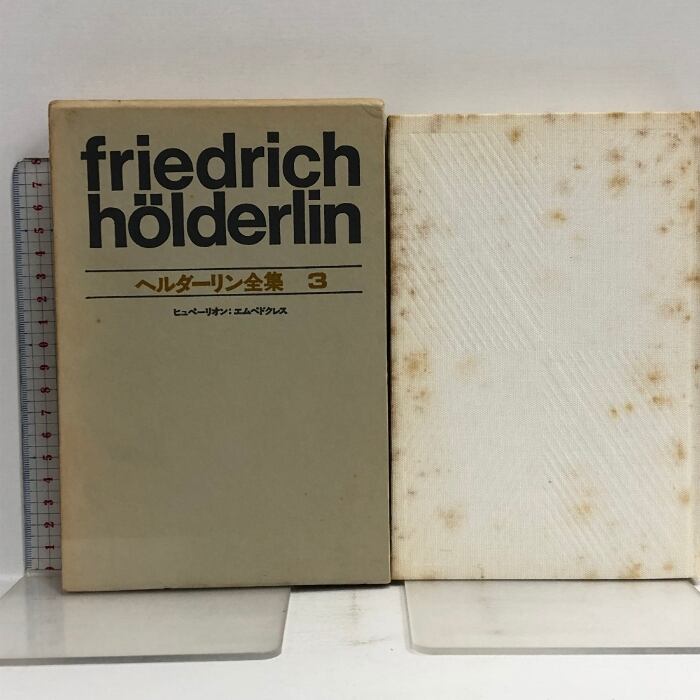 friedrich
hölderlin
ヘルダーリン全集 3
ヒュペーリオン:エムペドクレス